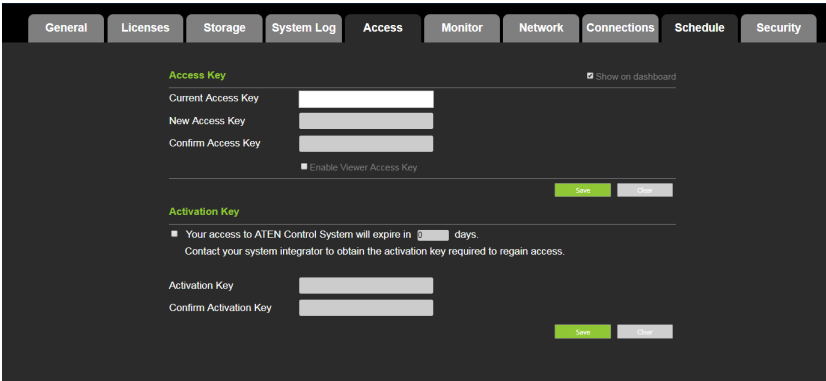 General Licenses Storage System Log Access Monitor Network Connections Schedule Security
Access Key Show on dashboard
Current Access Key
New Access Key
Confirm Access Key
Enable Viewer Access Key
Save Clear
Activation Key
Your access to ATEN Control System will expire in 0 days.
Contact your system integrator to obtain the activation key required to regain access.
Activation Key
Confirm Activation Key
Save Clear